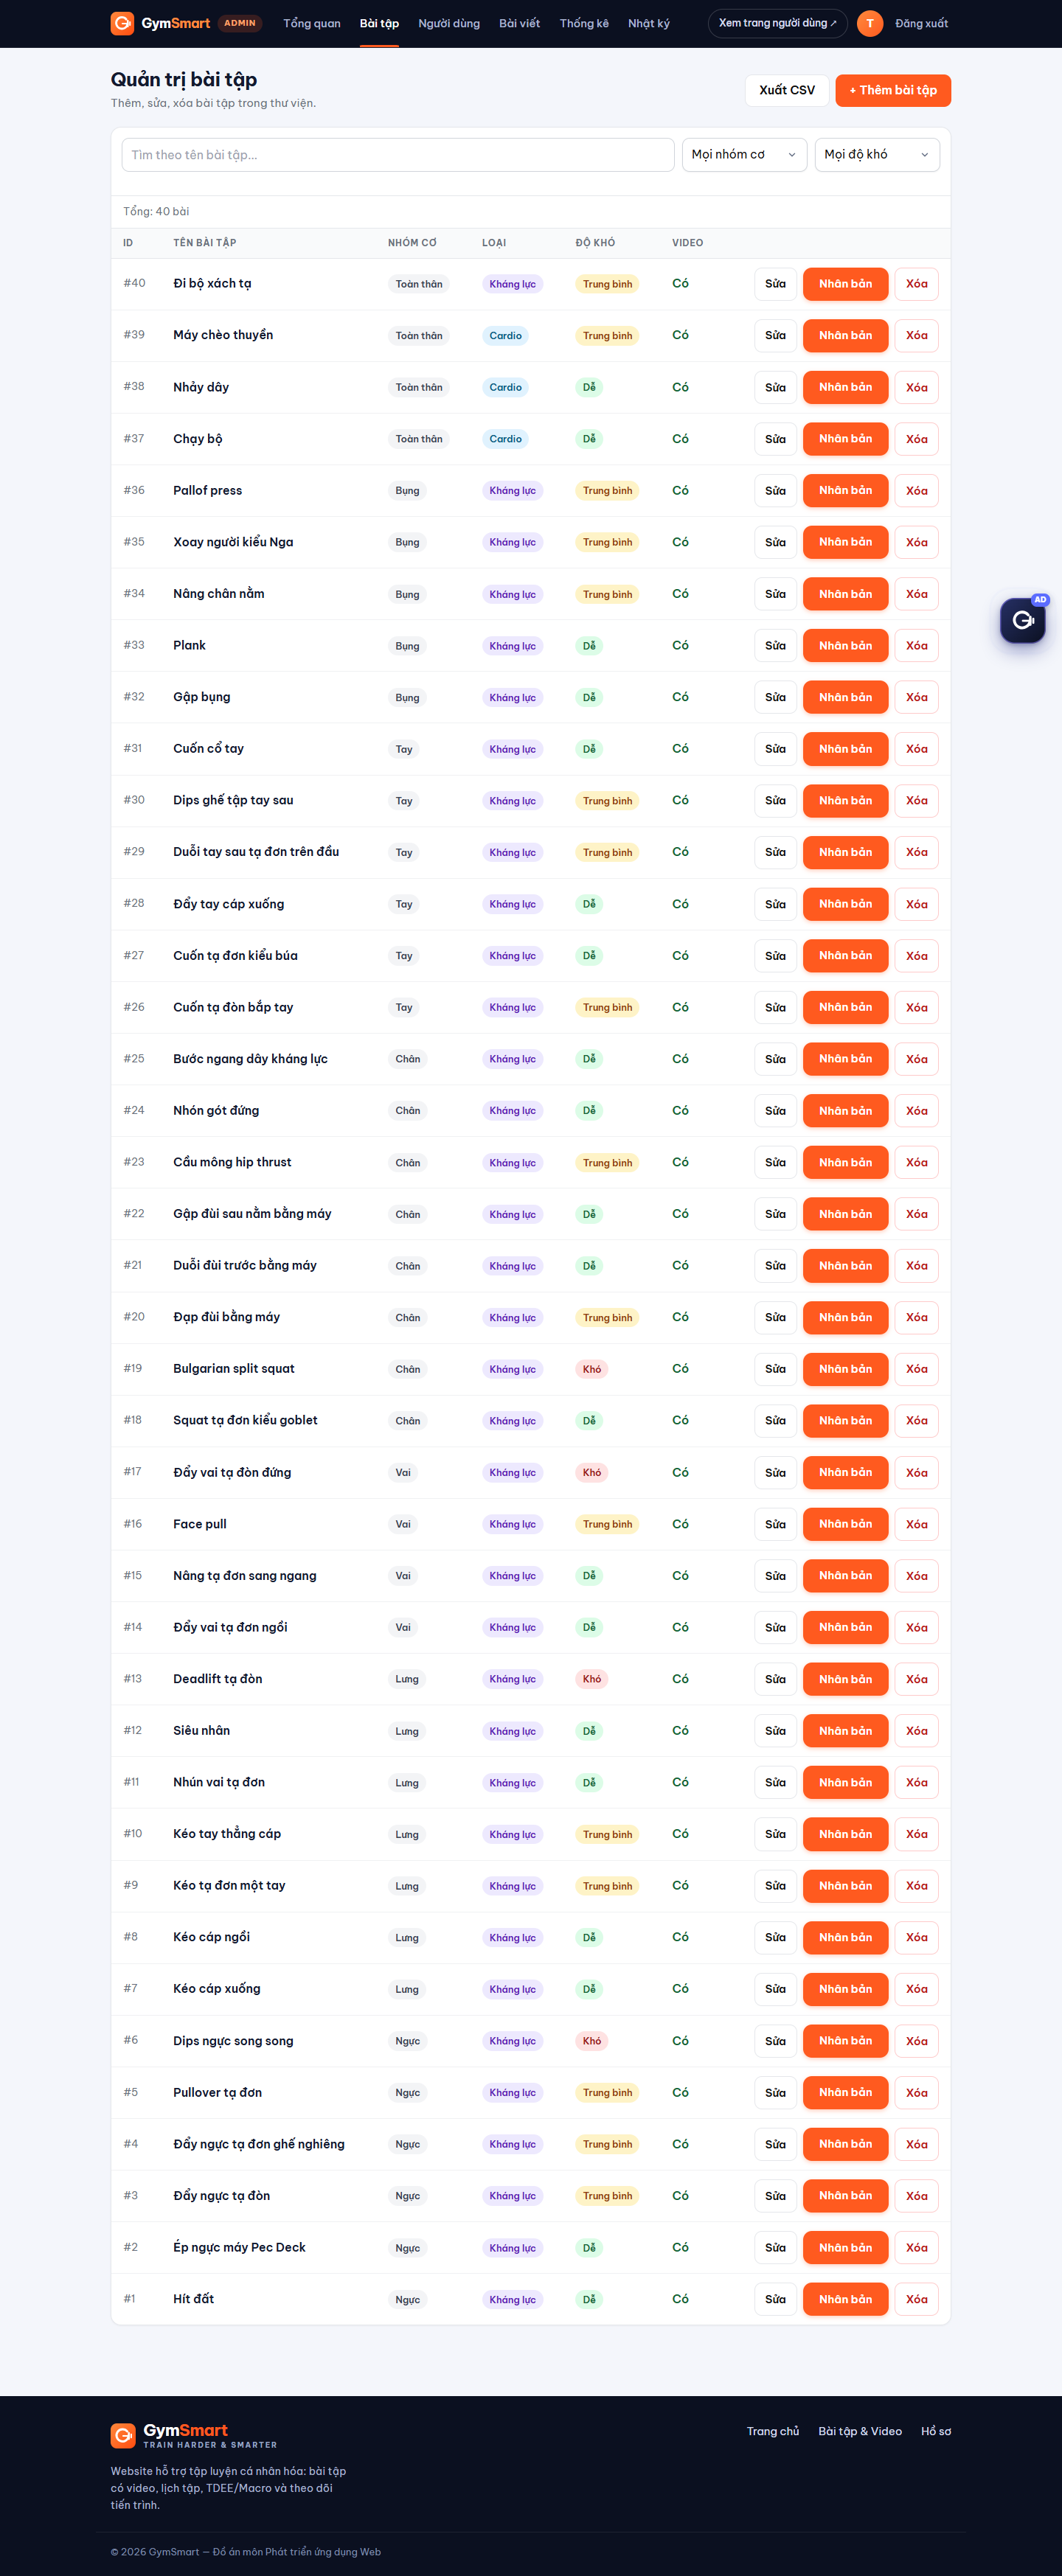 GymSmart ADMIN Tổng quan Bài tập Người dùng Bài viết Thống kê Nhật ký Xem trang người dùng ↗ T Đăng xuất
Quản trị bài tập
Thêm, sửa, xóa bài tập trong thư viện.
Xuất CSV + Thêm bài tập
Tìm theo tên bài tập... Mọi nhóm cơ Mọi độ khó
Tổng: 40 bài
ID TÊN BÀI TẬP NHÓM CƠ LOẠI ĐỘ KHÓ VIDEO
#40 Đi bộ xách tạ Toàn thân Kháng lực Trung bình Có Sửa Nhân bản Xóa
#39 Máy chèo thuyền Toàn thân Cardio Trung bình Có Sửa Nhân bản Xóa
#38 Nhảy dây Toàn thân Cardio Dễ Có Sửa Nhân bản Xóa
#37 Chạy bộ Toàn thân Cardio Dễ Có Sửa Nhân bản Xóa
#36 Pallof press Bụng Kháng lực Trung bình Có Sửa Nhân bản Xóa
#35 Xoay người kiểu Nga Bụng Kháng lực Trung bình Có Sửa Nhân bản Xóa
#34 Nâng chân nằm Bụng Kháng lực Trung bình Có Sửa Nhân bản Xóa
AD
#33 Plank Bụng Kháng lực Dễ Có Sửa Nhân bản Xóa
#32 Gập bụng Bụng Kháng lực Dễ Có Sửa Nhân bản Xóa
#31 Cuốn cổ tay Tay Kháng lực Dễ Có Sửa Nhân bản Xóa
#30 Dips ghế tập tay sau Tay Kháng lực Trung bình Có Sửa Nhân bản Xóa
#29 Duỗi tay sau tạ đơn trên đầu Tay Kháng lực Trung bình Có Sửa Nhân bản Xóa
#28 Đẩy tay cáp xuống Tay Kháng lực Dễ Có Sửa Nhân bản Xóa
#27 Cuốn tạ đơn kiểu búa Tay Kháng lực Dễ Có Sửa Nhân bản Xóa
#26 Cuốn tạ đòn bắp tay Tay Kháng lực Trung bình Có Sửa Nhân bản Xóa
#25 Bước ngang dây kháng lực Chân Kháng lực Dễ Có Sửa Nhân bản Xóa
#24 Nhón gót đứng Chân Kháng lực Dễ Có Sửa Nhân bản Xóa
#23 Cầu mông hip thrust Chân Kháng lực Trung bình Có Sửa Nhân bản Xóa
#22 Gập đùi sau nằm bằng máy Chân Kháng lực Dễ Có Sửa Nhân bản Xóa
#21 Duỗi đùi trước bằng máy Chân Kháng lực Dễ Có Sửa Nhân bản Xóa
#20 Đạp đùi bằng máy Chân Kháng lực Trung bình Có Sửa Nhân bản Xóa
#19 Bulgarian split squat Chân Kháng lực Khó Có Sửa Nhân bản Xóa
#18 Squat tạ đơn kiểu goblet Chân Kháng lực Dễ Có Sửa Nhân bản Xóa
#17 Đẩy vai tạ đòn đứng Vai Kháng lực Khó Có Sửa Nhân bản Xóa
#16 Face pull Vai Kháng lực Trung bình Có Sửa Nhân bản Xóa
#15 Nâng tạ đơn sang ngang Vai Kháng lực Dễ Có Sửa Nhân bản Xóa
#14 Đẩy vai tạ đơn ngồi Vai Kháng lực Dễ Có Sửa Nhân bản Xóa
#13 Deadlift tạ đòn Lưng Kháng lực Khó Có Sửa Nhân bản Xóa
#12 Siêu nhân Lưng Kháng lực Dễ Có Sửa Nhân bản Xóa
#11 Nhún vai tạ đơn Lưng Kháng lực Dễ Có Sửa Nhân bản Xóa
#10 Kéo tay thẳng cáp Lưng Kháng lực Trung bình Có Sửa Nhân bản Xóa
#9 Kéo tạ đơn một tay Lưng Kháng lực Trung bình Có Sửa Nhân bản Xóa
#8 Kéo cáp ngồi Lưng Kháng lực Dễ Có Sửa Nhân bản Xóa
#7 Kéo cáp xuống Lưng Kháng lực Dễ Có Sửa Nhân bản Xóa
#6 Dips ngực song song Ngực Kháng lực Khó Có Sửa Nhân bản Xóa
#5 Pullover tạ đơn Ngực Kháng lực Trung bình Có Sửa Nhân bản Xóa
#4 Đẩy ngực tạ đơn ghế nghiêng Ngực Kháng lực Trung bình Có Sửa Nhân bản Xóa
#3 Đẩy ngực tạ đòn Ngực Kháng lực Trung bình Có Sửa Nhân bản Xóa
#2 Ép ngực máy Pec Deck Ngực Kháng lực Dễ Có Sửa Nhân bản Xóa
#1 Hít đất Ngực Kháng lực Dễ Có Sửa Nhân bản Xóa
GymSmart
TRAIN HARDER & SMARTER
Trang chủ Bài tập & Video Hồ sơ
Website hỗ trợ tập luyện cá nhân hóa: bài tập
có video, lịch tập, TDEE/Macro và theo dõi
tiến trình.
© 2026 GymSmart — Đồ án môn Phát triển ứng dụng Web